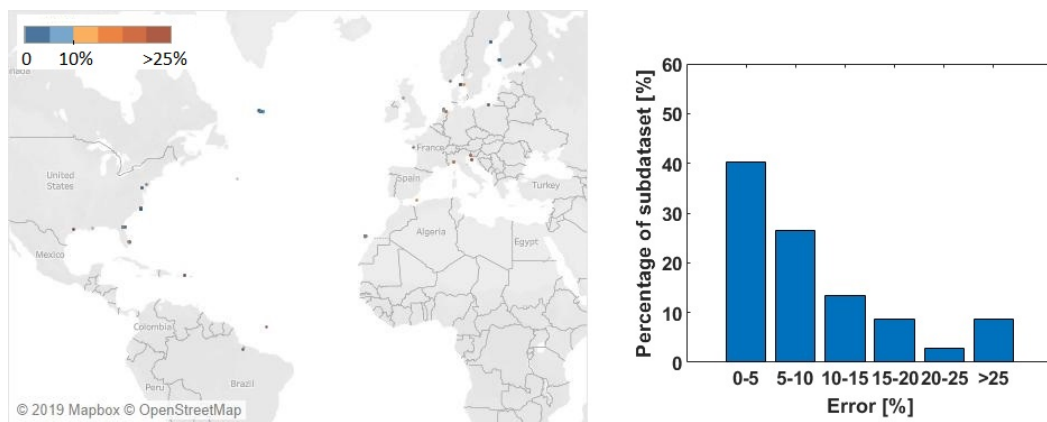 0 10% >25%
anada
United
States
Mexico
Colombia
Peru
Brazil
France
Spain
Turkey
Algeria
Egypt
© 2019 Mapbox © OpenStreetMap
Percentage of subdataset [%]
60
50
40
30
20
10
0
0-5 5-10 10-15 15-20 20-25 >25
Error [%]